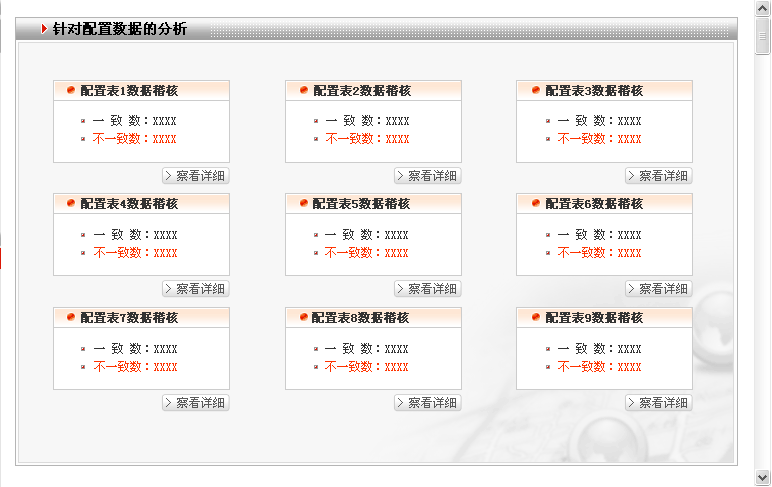 针对配置数据的分析
配置表1数据稽核
一 致 数：XXXX
不一致数：XXXX
察看详细
配置表2数据稽核
一 致 数：XXXX
不一致数：XXXX
察看详细
配置表3数据稽核
一 致 数：XXXX
不一致数：XXXX
察看详细
配置表4数据稽核
一 致 数：XXXX
不一致数：XXXX
察看详细
配置表5数据稽核
一 致 数：XXXX
不一致数：XXXX
察看详细
配置表6数据稽核
一 致 数：XXXX
不一致数：XXXX
察看详细
配置表7数据稽核
一 致 数：XXXX
不一致数：XXXX
察看详细
配置表8数据稽核
一 致 数：XXXX
不一致数：XXXX
察看详细
配置表9数据稽核
一 致 数：XXXX
不一致数：XXXX
察看详细